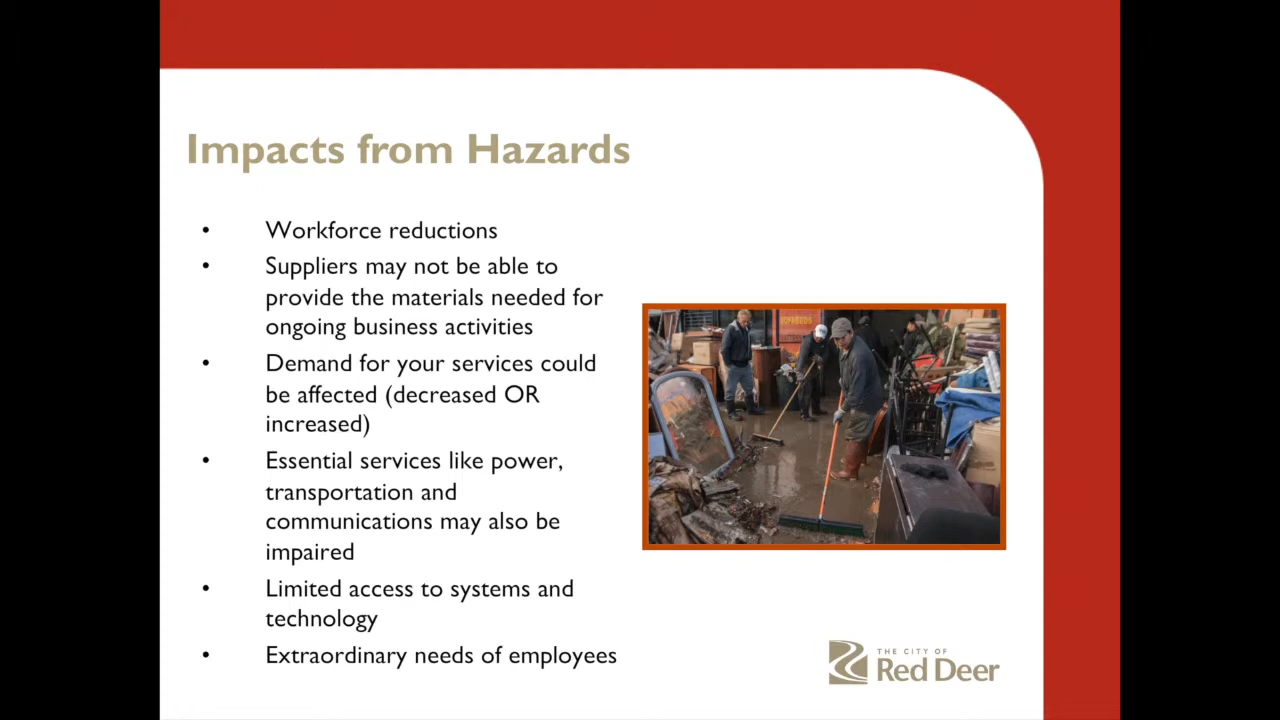 Impacts from Hazards
• Workforce reductions
• Suppliers may not be able to
provide the materials needed for
ongoing business activities
• Demand for your services could
be affected (decreased OR
increased)
• Essential services like power,
transportation and
communications may also be
impaired
• Limited access to systems and
technology
• Extraordinary needs of employees
THE CITY OF
Red Deer